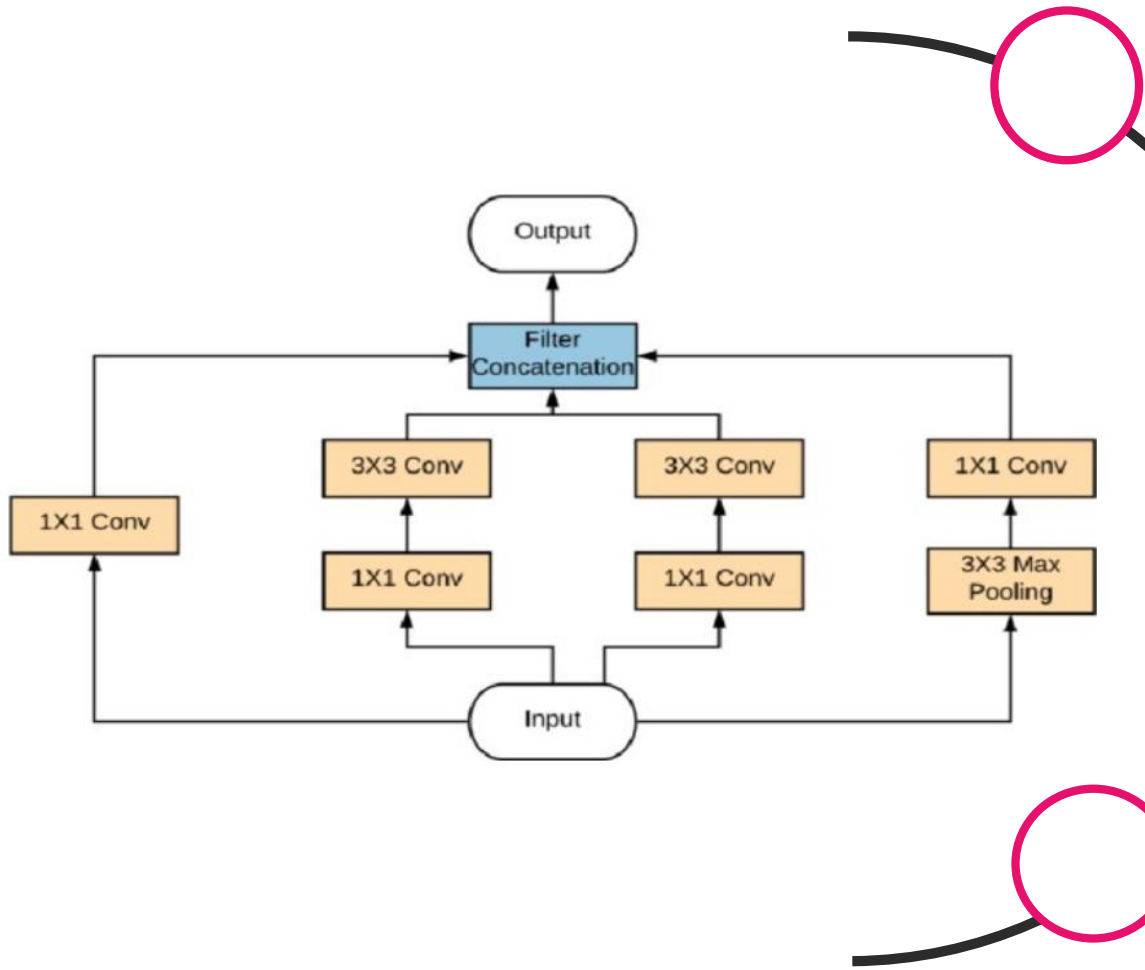 Output
Filter
Concatenation
3X3 Conv
3X3 Conv
1X1 Conv
1X1 Conv
1X1 Conv
1X1 Conv
3X3 Max
Pooling
Input